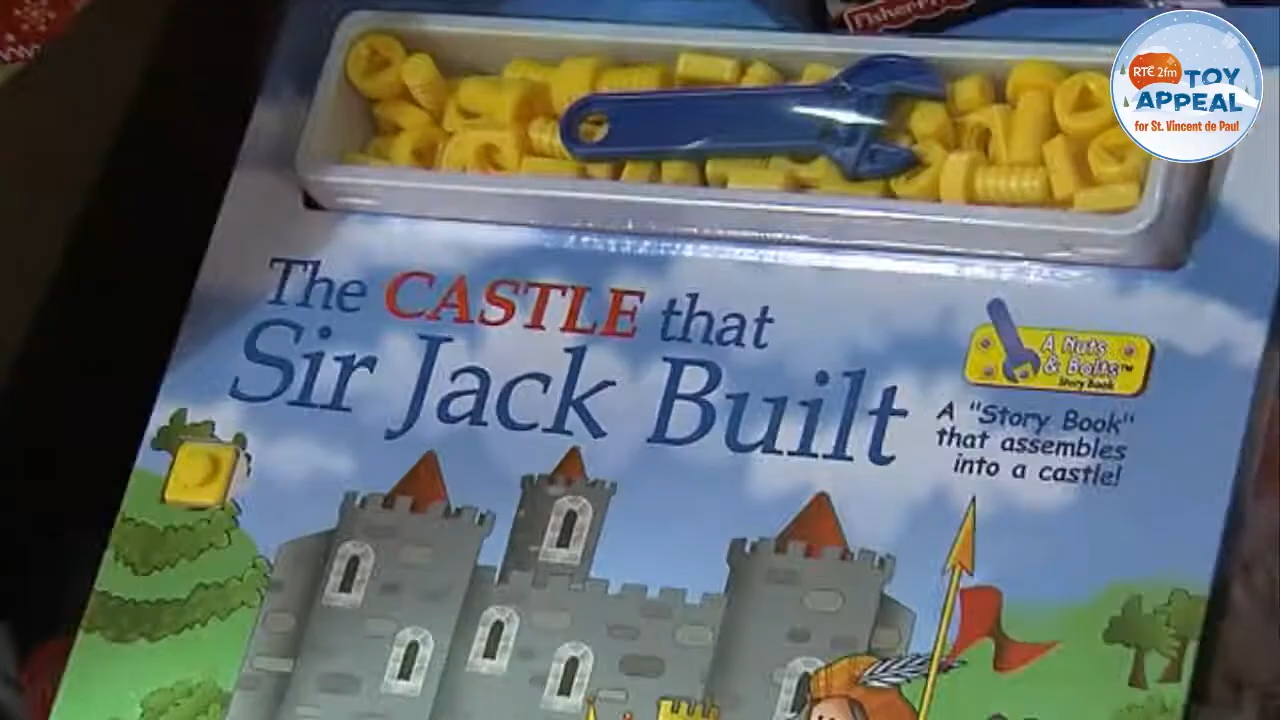 Fisher-Price
RTÉ 2fm
TOY
APPEAL
for St. Vincent de Paul
The CASTLE that
Sir Jack Built
A Nuts
& Bolts™
Story Book
A "Story Book"
that assembles
into a castle!